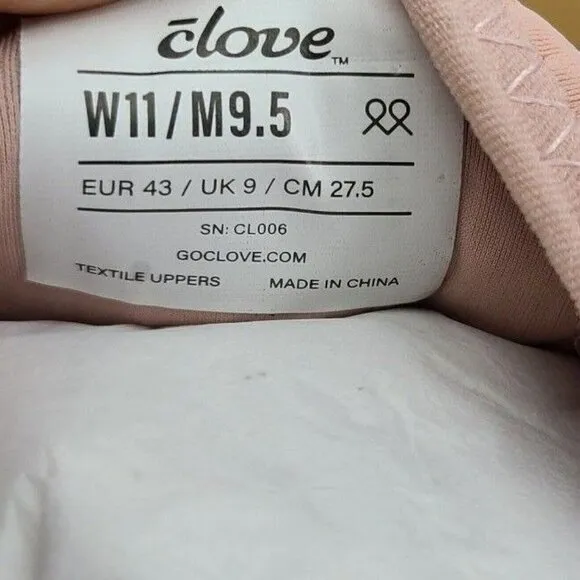 c̄love™
W11/M9.5
EUR 43 / UK 9 / CM 27.5
SN: CL006
GOCLOVE.COM
TEXTILE UPPERS MADE IN CHINA